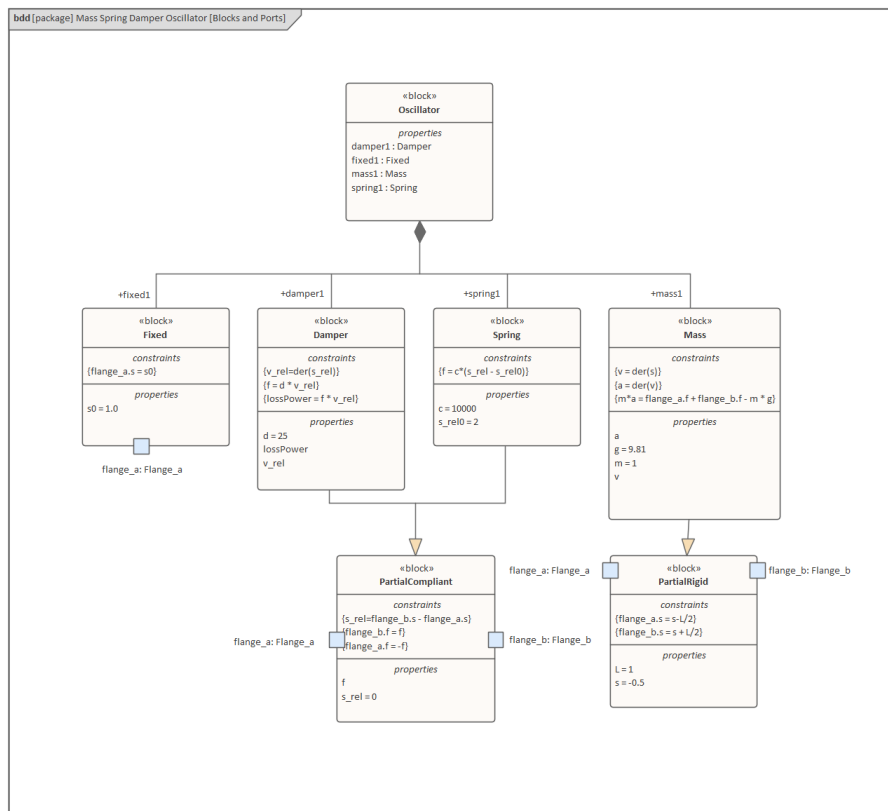 bdd [package] Mass Spring Damper Oscillator [Blocks and Ports]
«block»
Oscillator
properties
damper1 : Damper
fixed1 : Fixed
mass1 : Mass
spring1 : Spring
+fixed1
+damper1
+spring1
+mass1
«block»
Fixed
constraints
{flange_a.s = s0}
properties
s0 = 1.0
flange_a: Flange_a
«block»
Damper
constraints
{v_rel=der(s_rel)}
{f = d * v_rel}
{lossPower = f * v_rel}
properties
d = 25
lossPower
v_rel
«block»
Spring
constraints
{f = c*(s_rel - s_rel0)}
properties
c = 10000
s_rel0 = 2
«block»
Mass
constraints
{v = der(s)}
{a = der(v)}
{m*a = flange_a.f + flange_b.f - m * g}
properties
a
g = 9.81
m = 1
v
«block»
PartialCompliant
constraints
{s_rel=flange_b.s - flange_a.s}
{flange_b.f = f}
{flange_a.f = -f}
properties
f
s_rel = 0
flange_a: Flange_a
flange_b: Flange_b
flange_a: Flange_a
flange_b: Flange_b
«block»
PartialRigid
constraints
{flange_a.s = s-L/2}
{flange_b.s = s + L/2}
properties
L = 1
s = -0.5